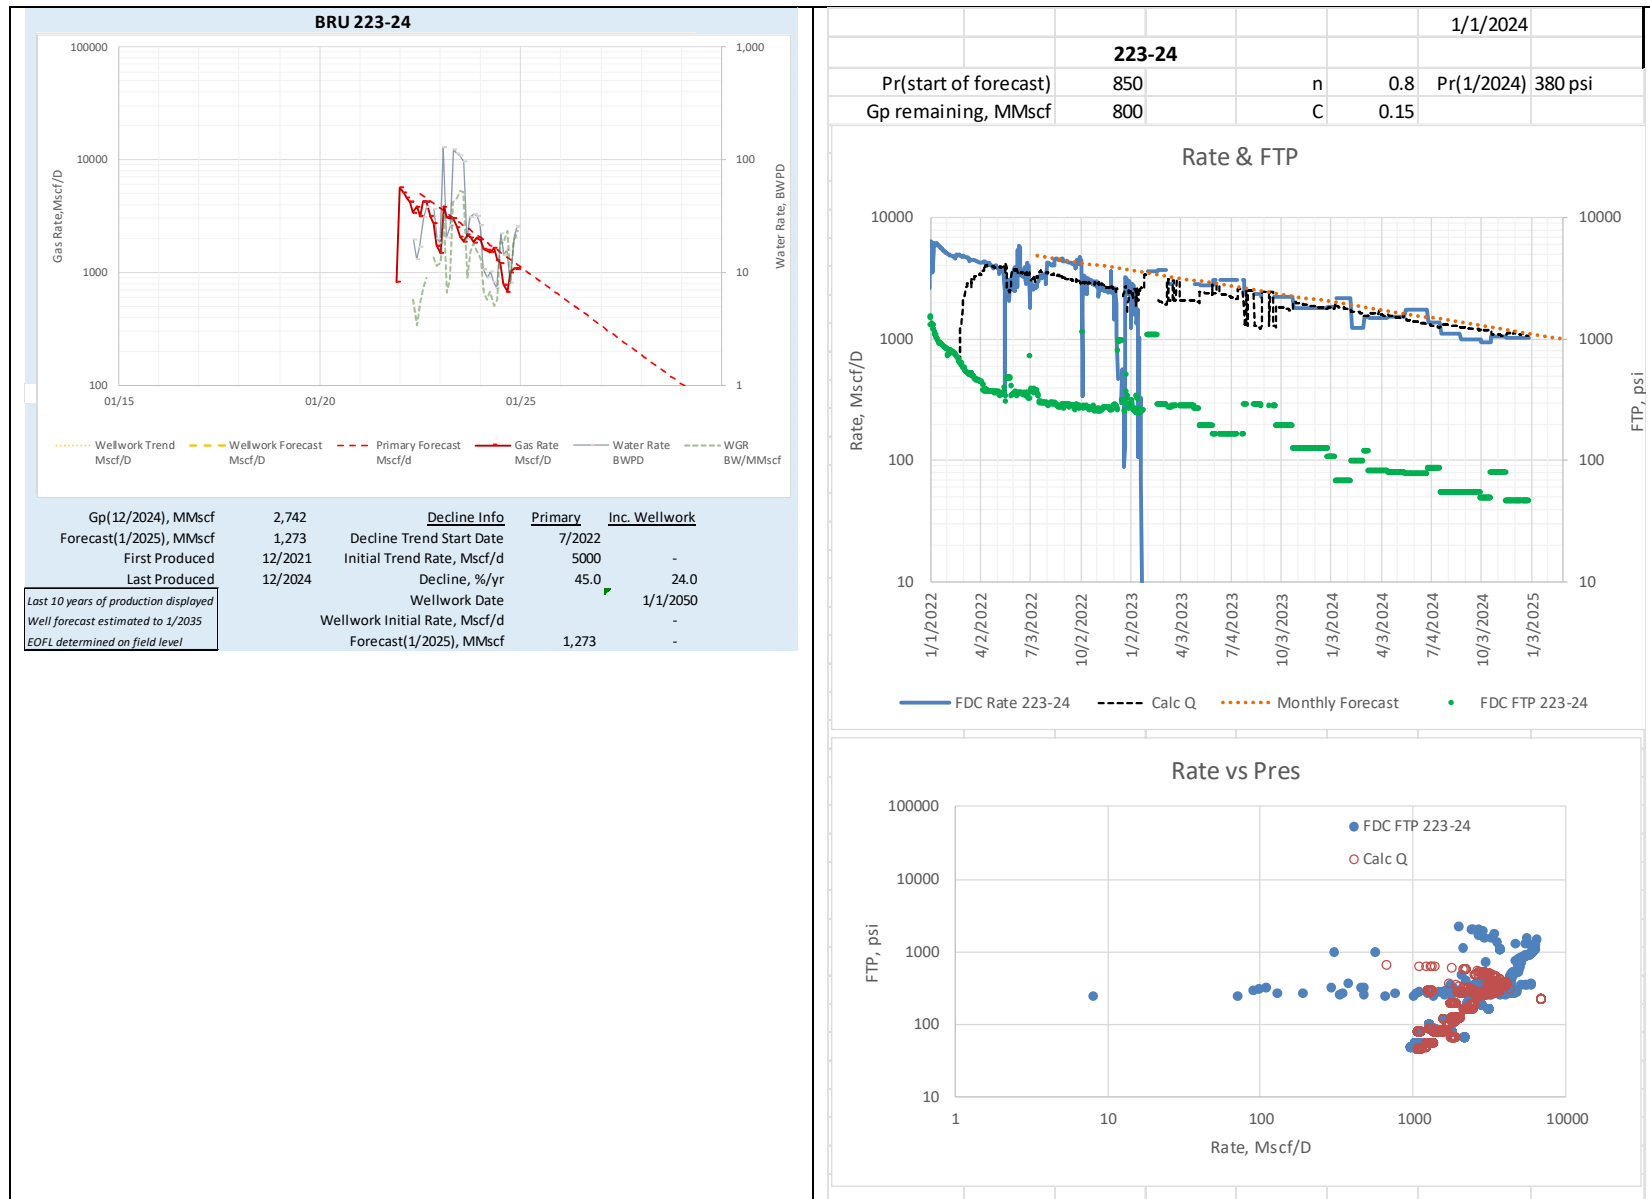 BRU 223-24
100000
10000
1000
100
1,000
100
10
1
Gas Rate,Mscf/D
Water Rate, BWPD
01/15
01/20
01/25
Wellwork Trend Mscf/D
Wellwork Forecast Mscf/D
Primary Forecast Mscf/d
Gas Rate Mscf/D
Water Rate BWPD
WGR BW/MMscf
Gp(12/2024), MMscf 2,742 Decline Info Primary Inc. Wellwork
Forecast(1/2025), MMscf 1,273 Decline Trend Start Date 7/2022
First Produced 12/2021 Initial Trend Rate, Mscf/d 5000 -
Last Produced 12/2024 Decline, %/yr 45.0 24.0
Last 10 years of production displayed Wellwork Date 1/1/2050
Well forecast estimated to 1/2035 Wellwork Initial Rate, Mscf/d -
EOFL determined on field level Forecast(1/2025), MMscf 1,273 -
1/1/2024
223-24
Pr(start of forecast) 850 n 0.8 Pr(1/2024) 380 psi
Gp remaining, MMscf 800 C 0.15
Rate & FTP
10000
1000
100
10
10000
1000
100
10
Rate, Mscf/D
FTP, psi
1/1/2022
4/2/2022
7/3/2022
10/2/2022
1/2/2023
4/3/2023
7/4/2023
10/3/2023
1/3/2024
4/3/2024
7/4/2024
10/3/2024
1/3/2025
FDC Rate 223-24
Calc Q
Monthly Forecast
FDC FTP 223-24
Rate vs Pres
100000
10000
1000
100
10
FTP, psi
FDC FTP 223-24
Calc Q
1
10
100
1000
10000
Rate, Mscf/D